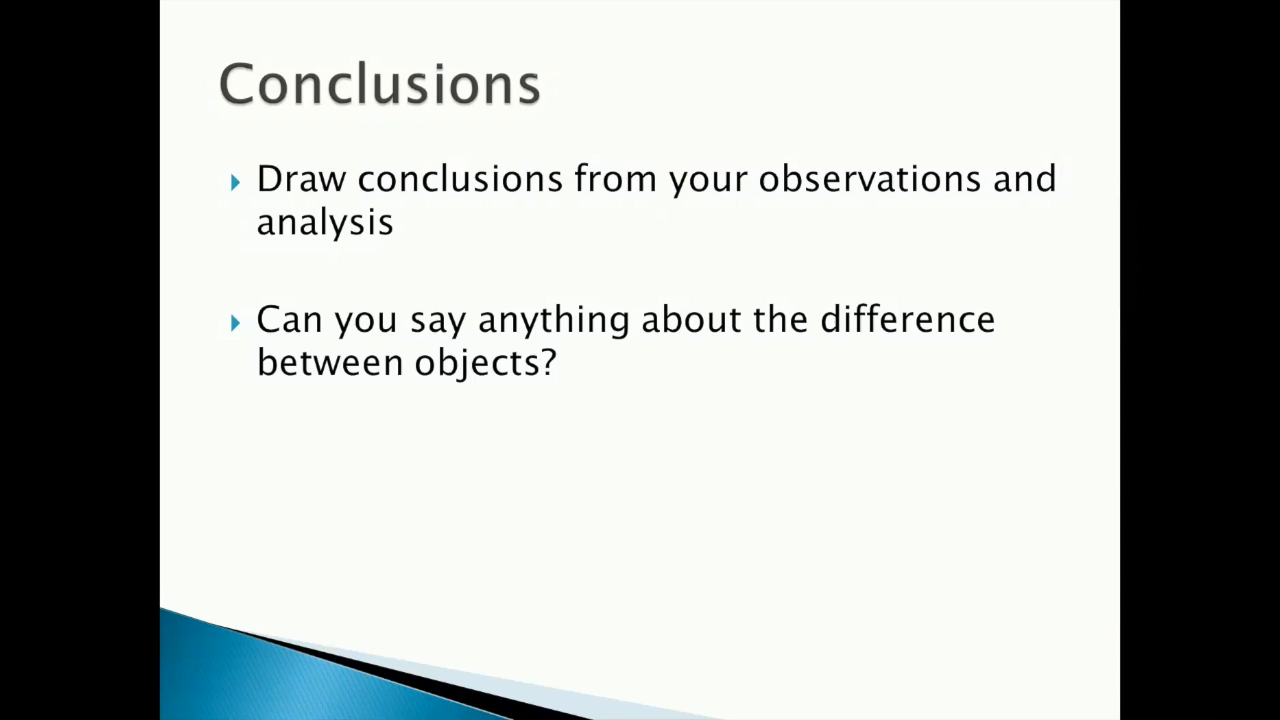 Conclusions
Draw conclusions from your observations and
analysis
Can you say anything about the difference
between objects?